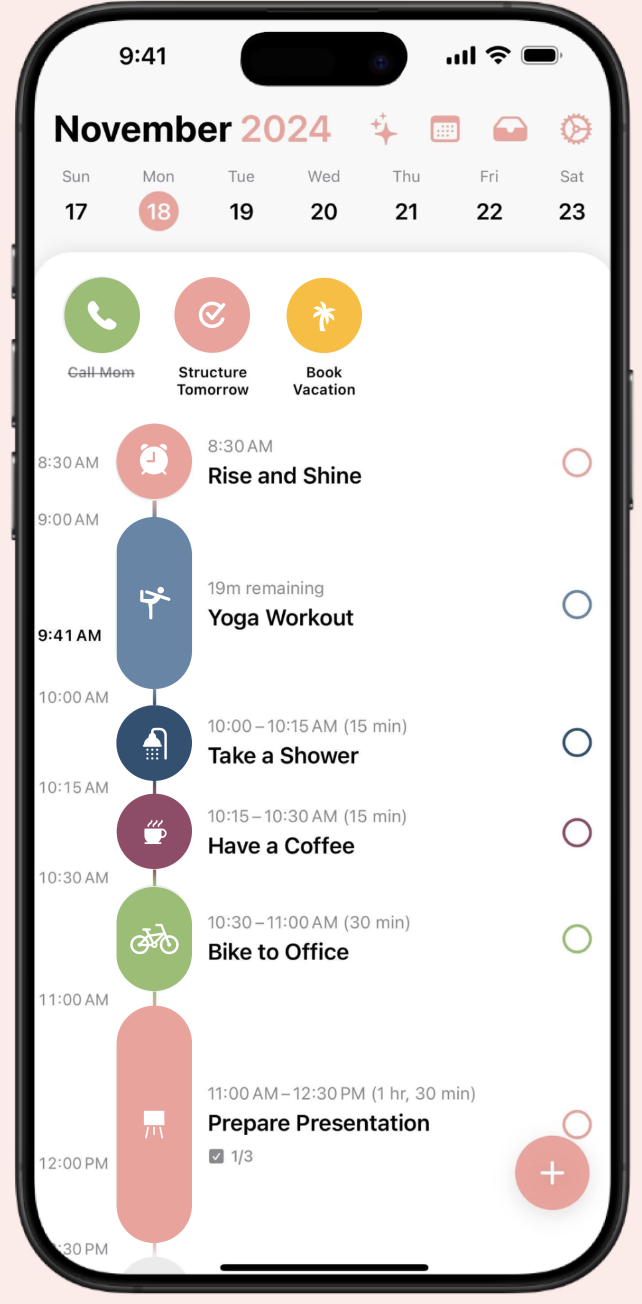 9:41
November 2024
Sun Mon Tue Wed Thu Fri Sat
17 18 19 20 21 22 23
Call Mom
Structure
Tomorrow
Book
Vacation
8:30 AM
8:30 AM
Rise and Shine
9:00 AM
19m remaining
Yoga Workout
9:41 AM
10:00 AM
10:00 – 10:15 AM (15 min)
Take a Shower
10:15 AM
10:15 – 10:30 AM (15 min)
Have a Coffee
10:30 AM
10:30 – 11:00 AM (30 min)
Bike to Office
11:00 AM
11:00 AM – 12:30 PM (1 hr, 30 min)
Prepare Presentation
1/3
12:00 PM
:30 PM